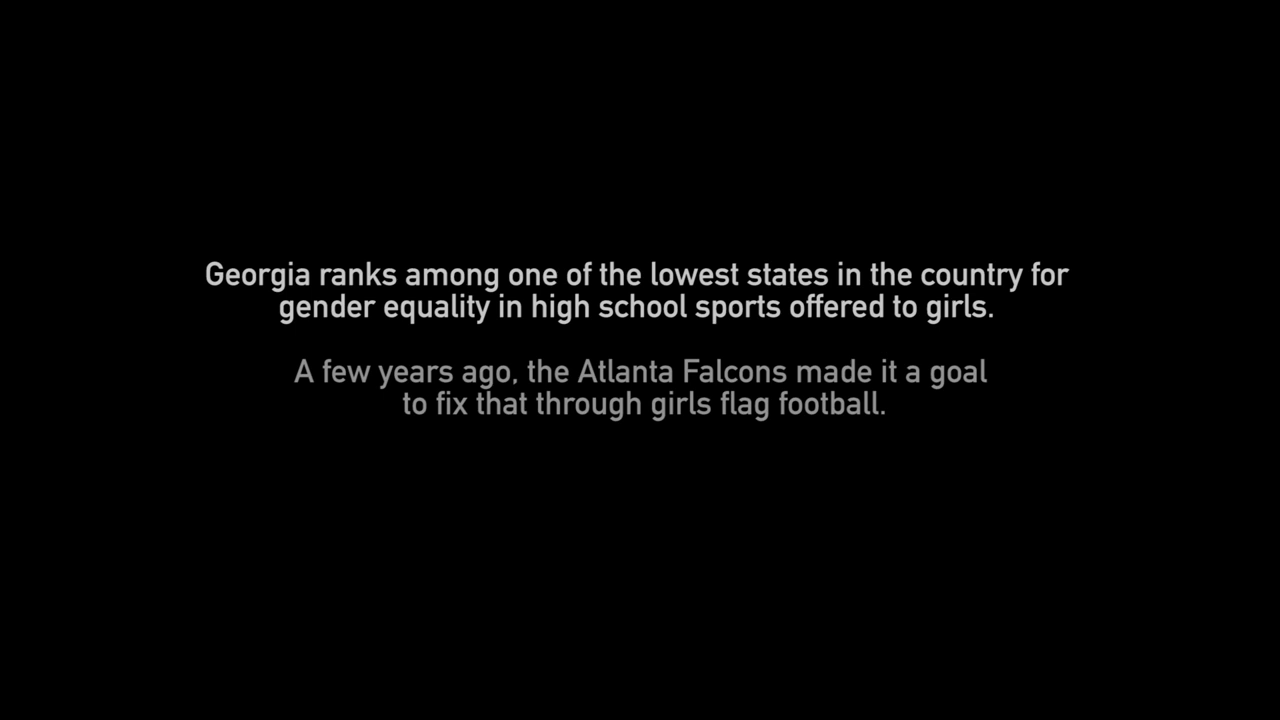 Georgia ranks among one of the lowest states in the country for
gender equality in high school sports offered to girls.
A few years ago, the Atlanta Falcons made it a goal
to fix that through girls flag football.